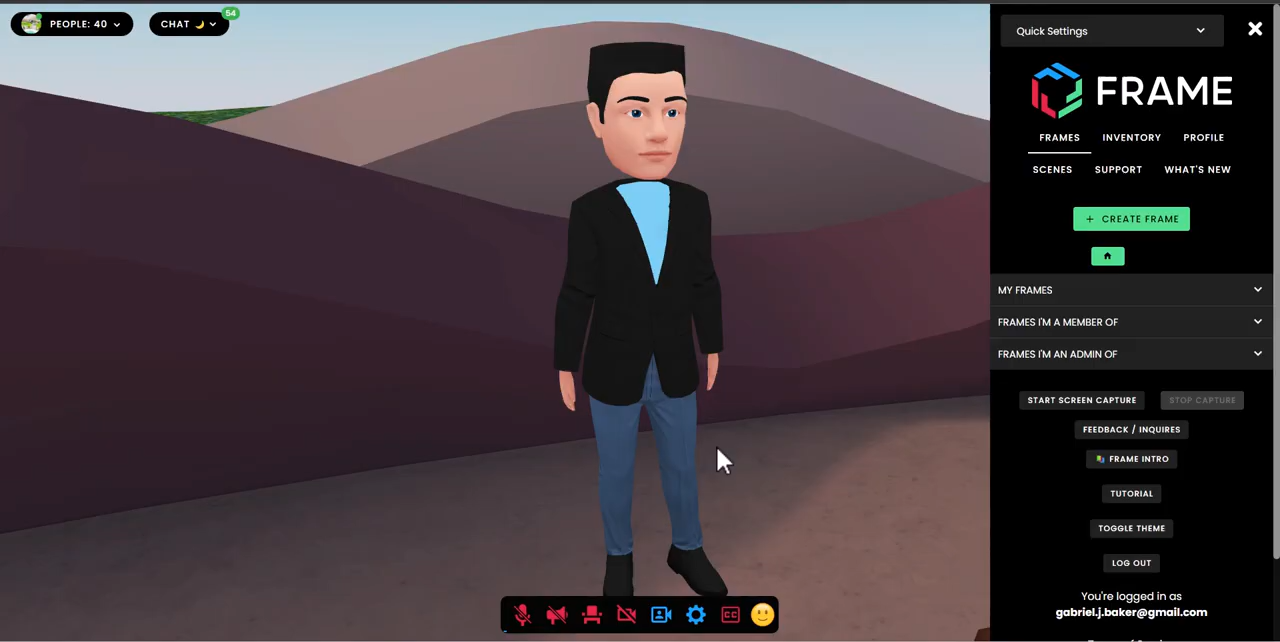 PEOPLE: 40
CHAT
54
Quick Settings
FRAME
FRAMES INVENTORY PROFILE
SCENES SUPPORT WHAT'S NEW
+ CREATE FRAME
MY FRAMES
FRAMES I'M A MEMBER OF
FRAMES I'M AN ADMIN OF
START SCREEN CAPTURE STOP CAPTURE
FEEDBACK / INQUIRES
FRAME INTRO
TUTORIAL
TOGGLE THEME
LOG OUT
You're logged in as
gabriel.j.baker@gmail.com
CC